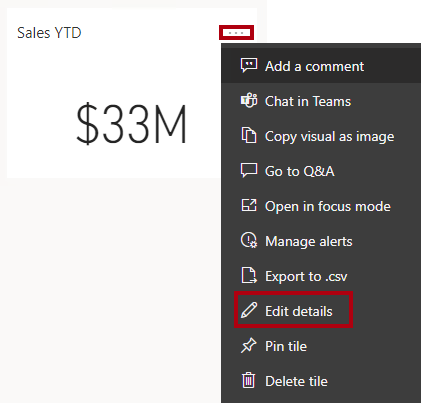 Sales YTD
$33M
Add a comment
Chat in Teams
Copy visual as image
Go to Q&A
Open in focus mode
Manage alerts
Export to .csv
Edit details
Pin tile
Delete tile